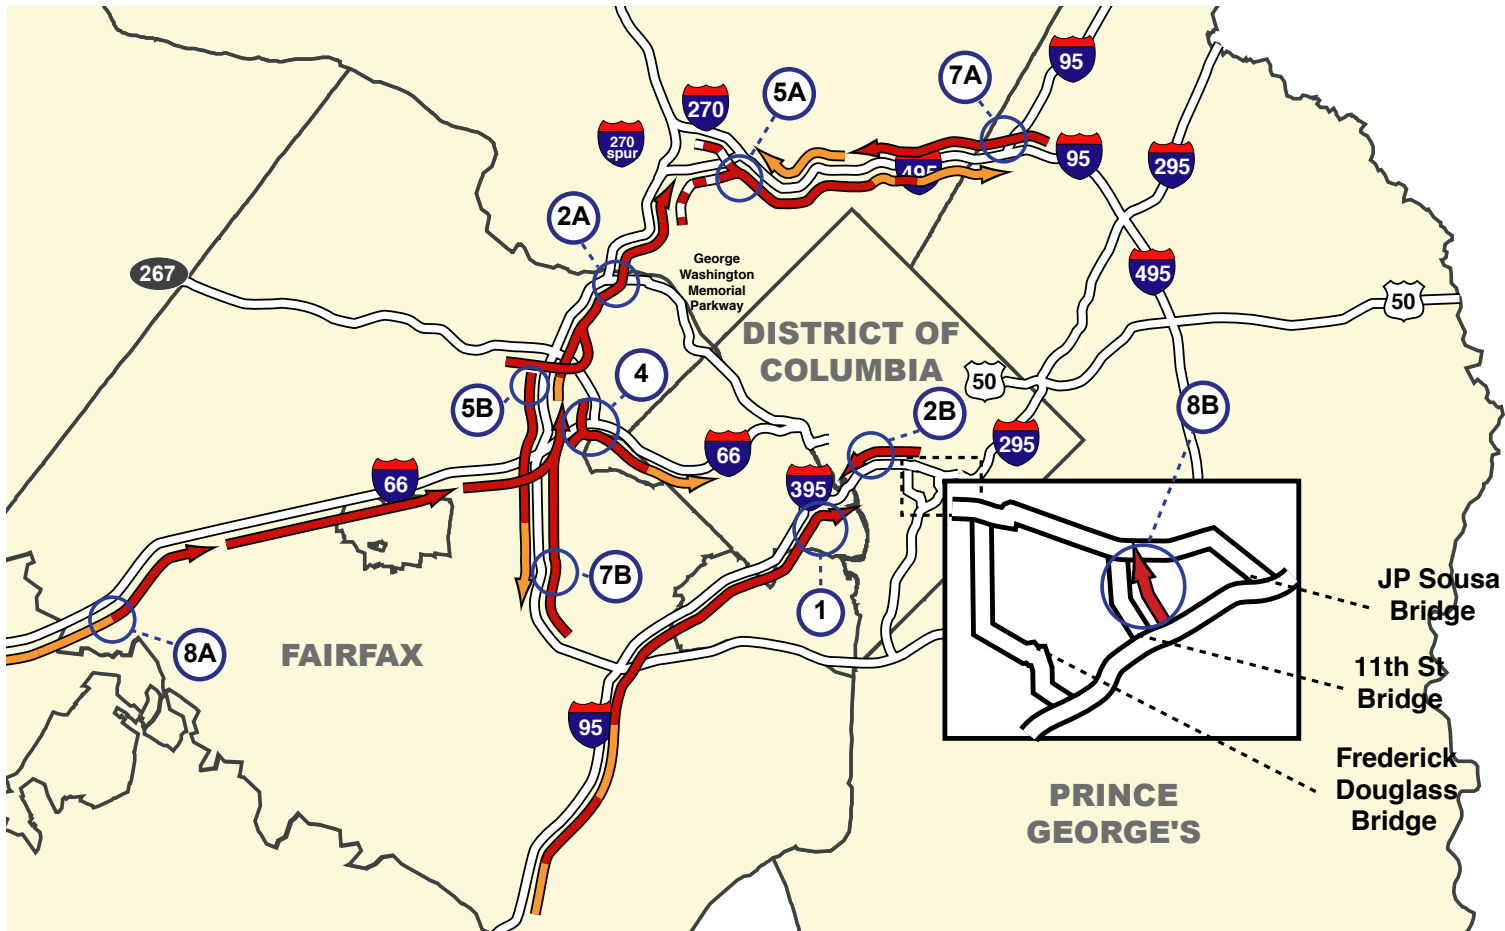 95
7A
5A
270
270
spur
95
295
495
2A
George
Washington
Memorial
Parkway
267
495
50
DISTRICT OF
COLUMBIA
50
4
5B
2B
8B
295
66
66
395
7B
1
JP Sousa
Bridge
8A
FAIRFAX
11th St
Bridge
95
Frederick
Douglass
Bridge
PRINCE
GEORGE'S